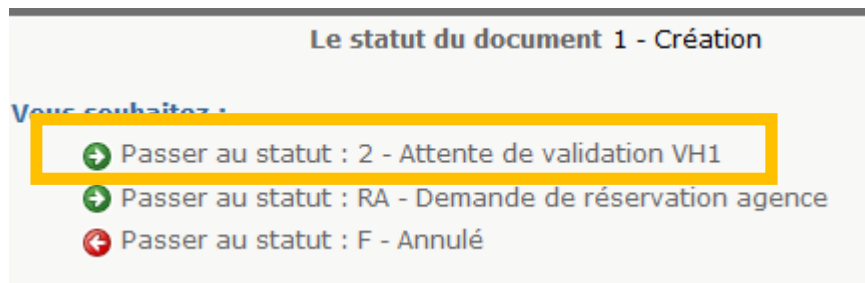 Le statut du document 1 - Création
Vous souhaitez :
Passer au statut : 2 - Attente de validation VH1
Passer au statut : RA - Demande de réservation agence
Passer au statut : F - Annulé